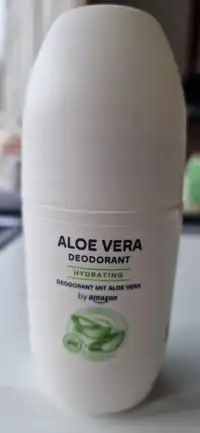 ALOE VERA
DEODORANT
HYDRATING
DEODORANT MIT ALOE VERA
by amazon